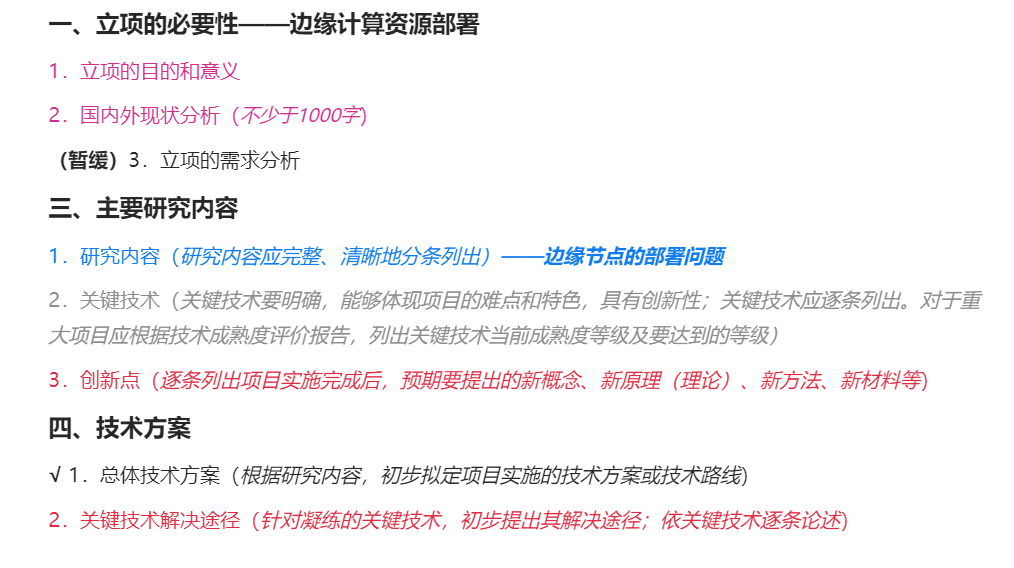 一、立项的必要性——边缘计算资源部署
1．立项的目的和意义
2．国内外现状分析（不少于1000字）
（暂缓）3．立项的需求分析
三、主要研究内容
1．研究内容（研究内容应完整、清晰地分条列出）——边缘节点的部署问题
2．关键技术（关键技术要明确，能够体现项目的难点和特色，具有创新性；关键技术应逐条列出。对于重
大项目应根据技术成熟度评价报告，列出关键技术当前成熟度等级及要达到的等级）
3．创新点（逐条列出项目实施完成后，预期要提出的新概念、新原理（理论）、新方法、新材料等）
四、技术方案
√ 1．总体技术方案（根据研究内容，初步拟定项目实施的技术方案或技术路线）
2．关键技术解决途径（针对凝练的关键技术，初步提出其解决途径；依关键技术逐条论述）